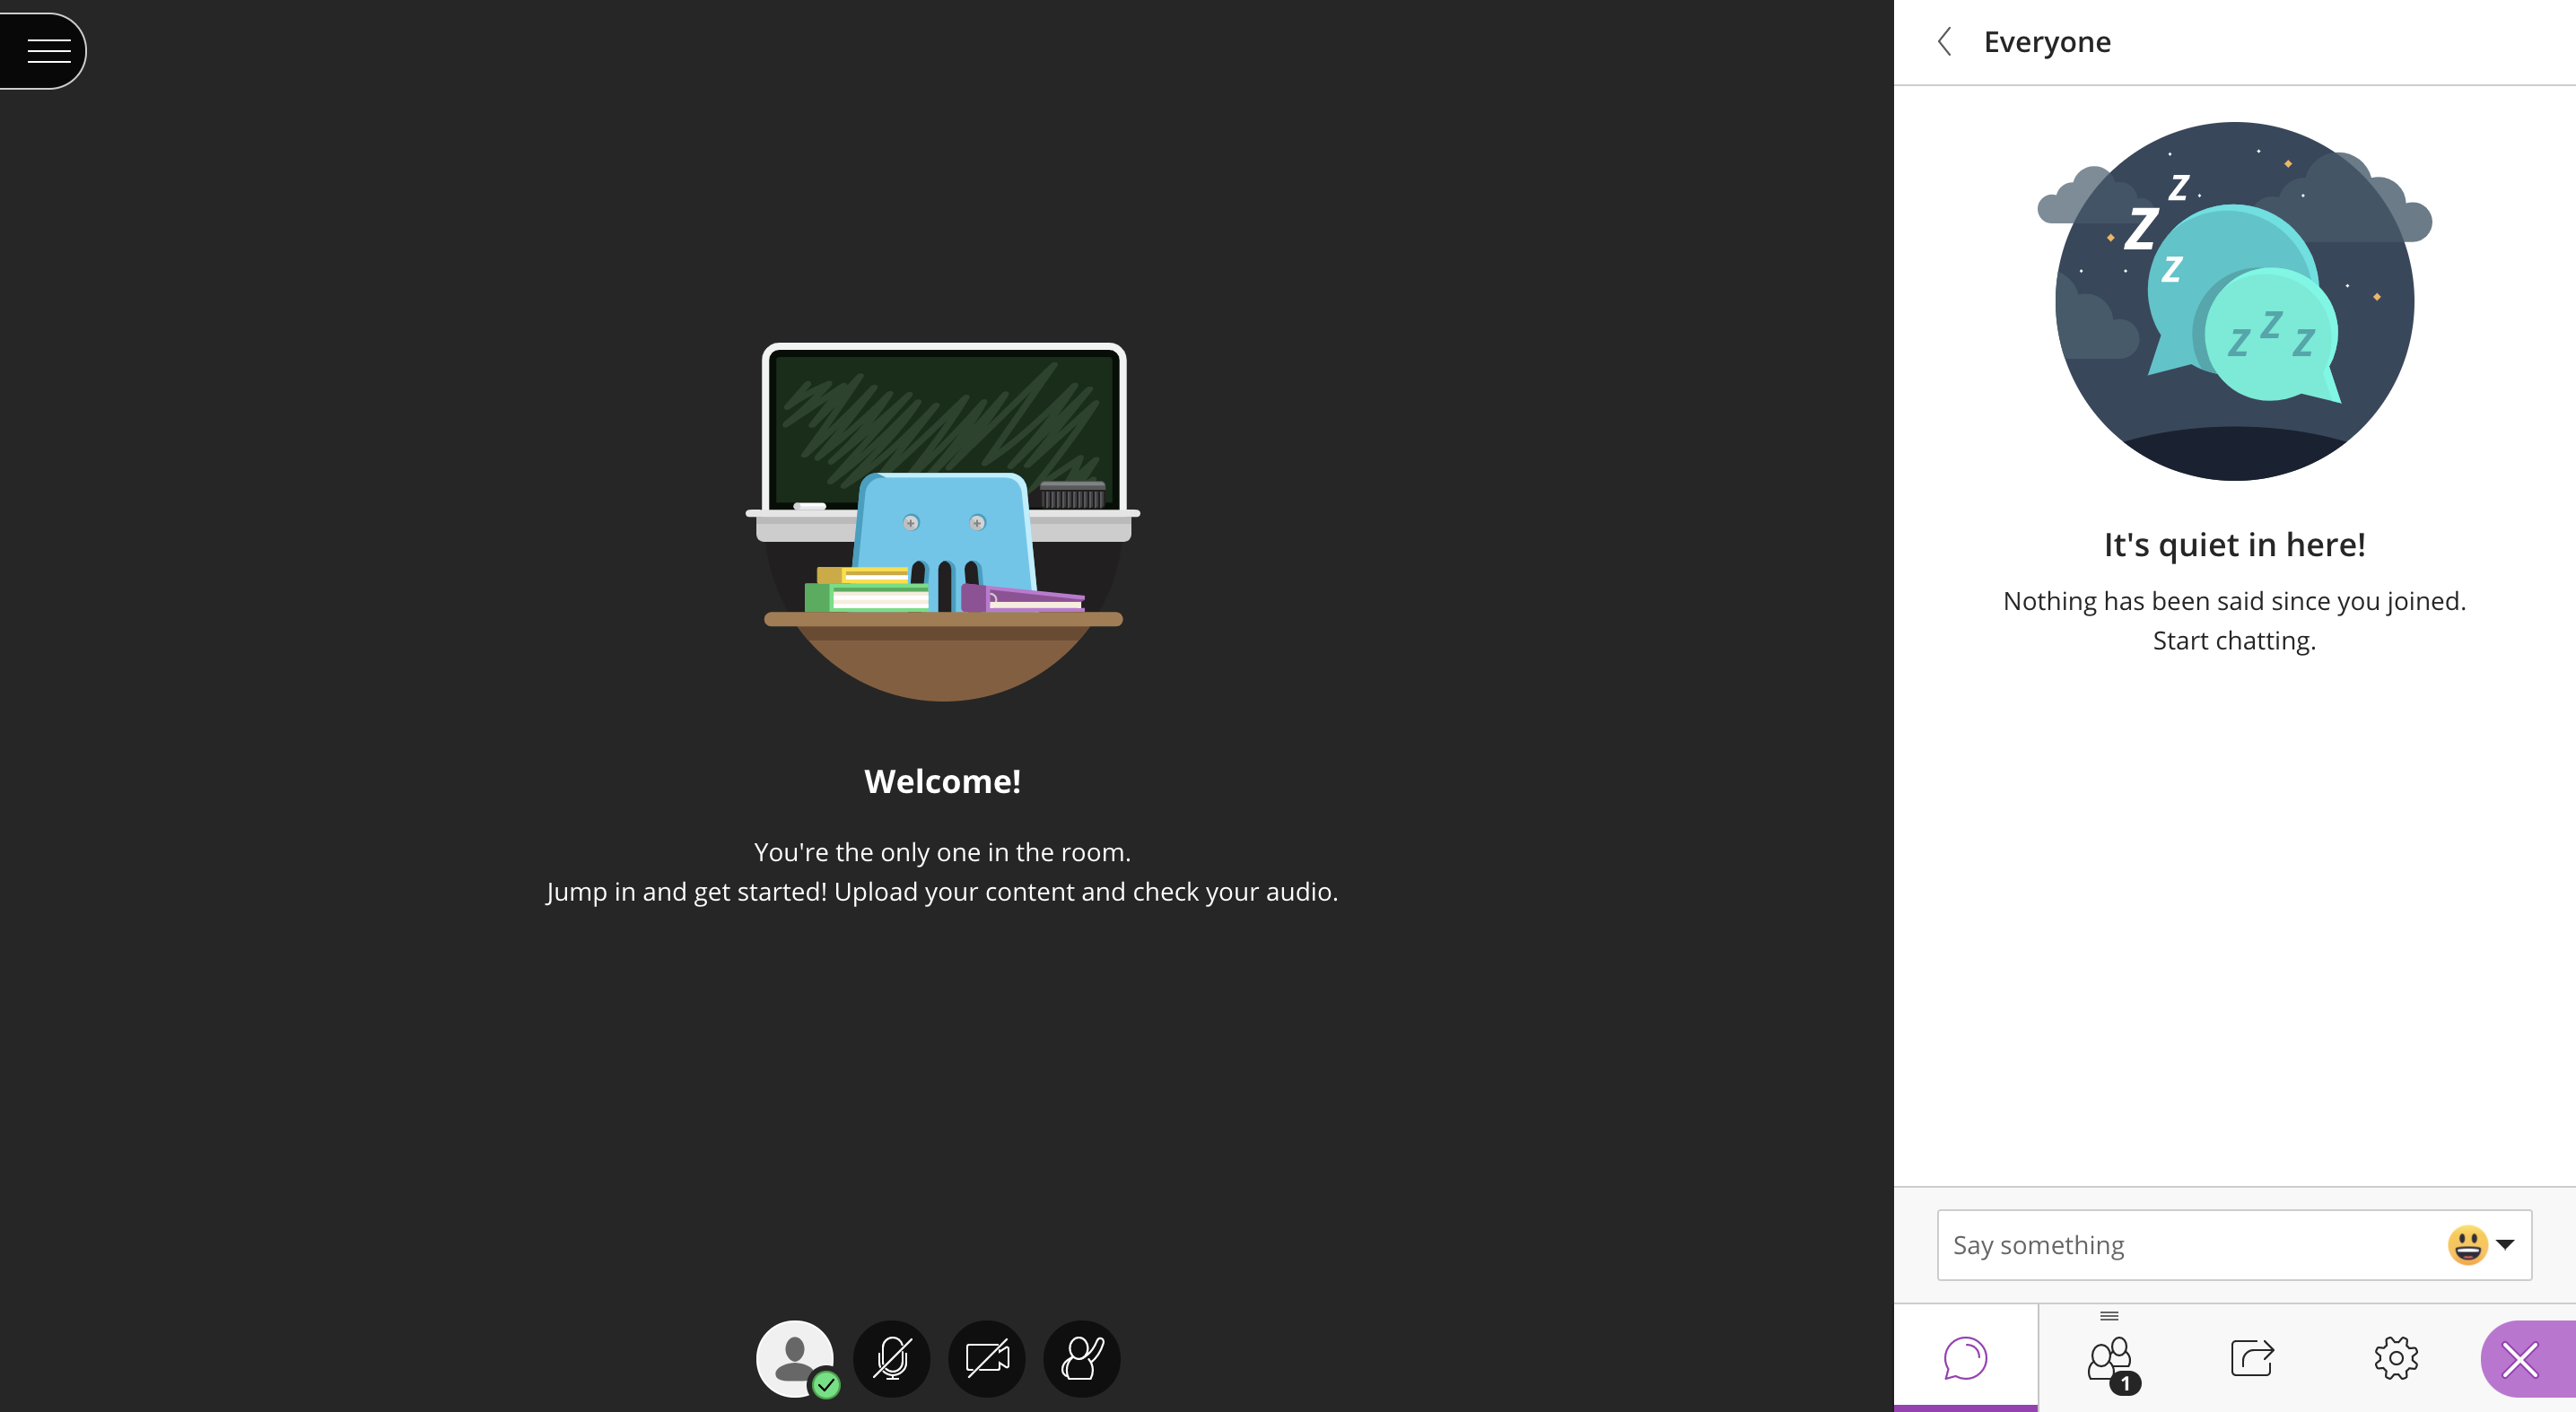 Everyone
z
Z
z
z z z
It's quiet in here!
Nothing has been said since you joined.
Start chatting.
Welcome!
You're the only one in the room.
Jump in and get started! Upload your content and check your audio.
Say something
1